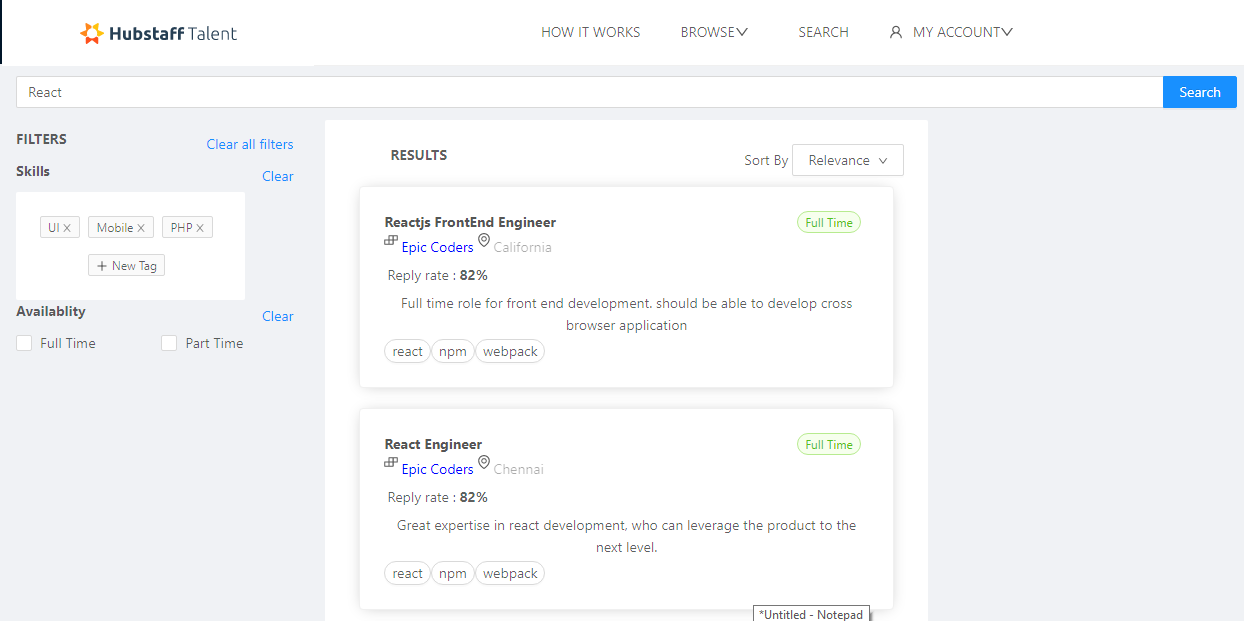 Hubstaff Talent
HOW IT WORKS
BROWSE
SEARCH
MY ACCOUNT
React
Search
FILTERS
Clear all filters
Skills
Clear
UI
Mobile
PHP
New Tag
Availablity
Clear
Full Time
Part Time
RESULTS
Sort By
Relevance
Reactjs FrontEnd Engineer
Full Time
Epic Coders
California
Reply rate : 82%
Full time role for front end development. should be able to develop cross
browser application
react
npm
webpack
React Engineer
Full Time
Epic Coders
Chennai
Reply rate : 82%
Great expertise in react development, who can leverage the product to the
next level.
react
npm
webpack
*Untitled - Notepad